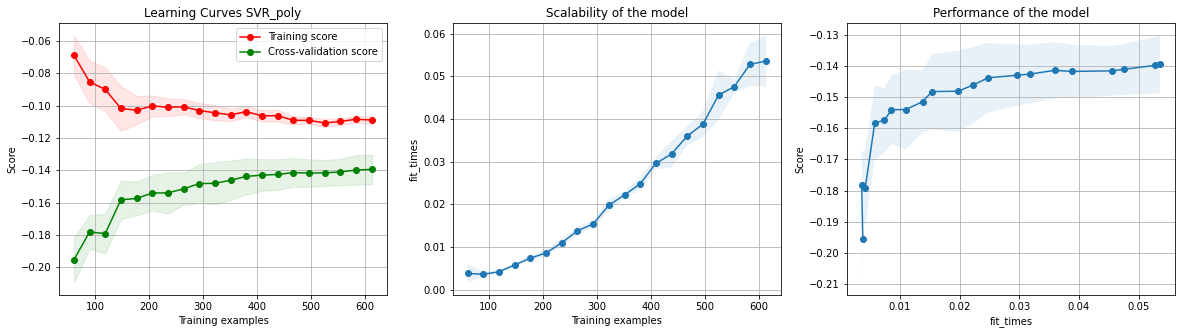 Learning Curves SVR_poly
Training score
Cross-validation score
Score
−0.06
−0.08
−0.10
−0.12
−0.14
−0.16
−0.18
−0.20
100 200 300 400 500 600
Training examples
Scalability of the model
fit_times
0.06
0.05
0.04
0.03
0.02
0.01
0.00
100 200 300 400 500 600
Training examples
Performance of the model
Score
−0.13
−0.14
−0.15
−0.16
−0.17
−0.18
−0.19
−0.20
−0.21
0.01 0.02 0.03 0.04 0.05
fit_times